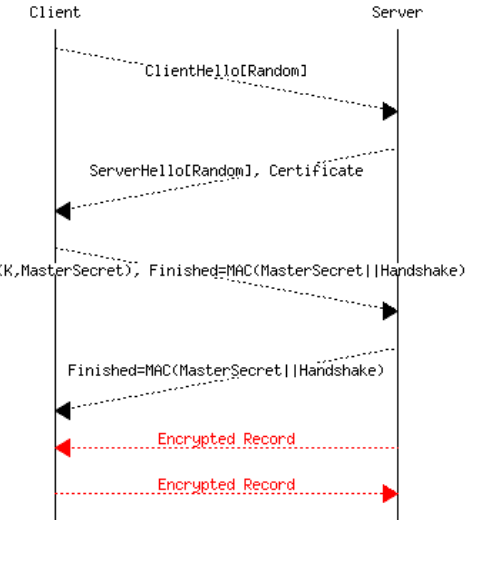 Client Server
ClientHello[Random]
ServerHello[Random], Certificate
(K,MasterSecret), Finished=MAC(MasterSecret||Handshake)
Finished=MAC(MasterSecret||Handshake)
Encrypted Record
Encrypted Record